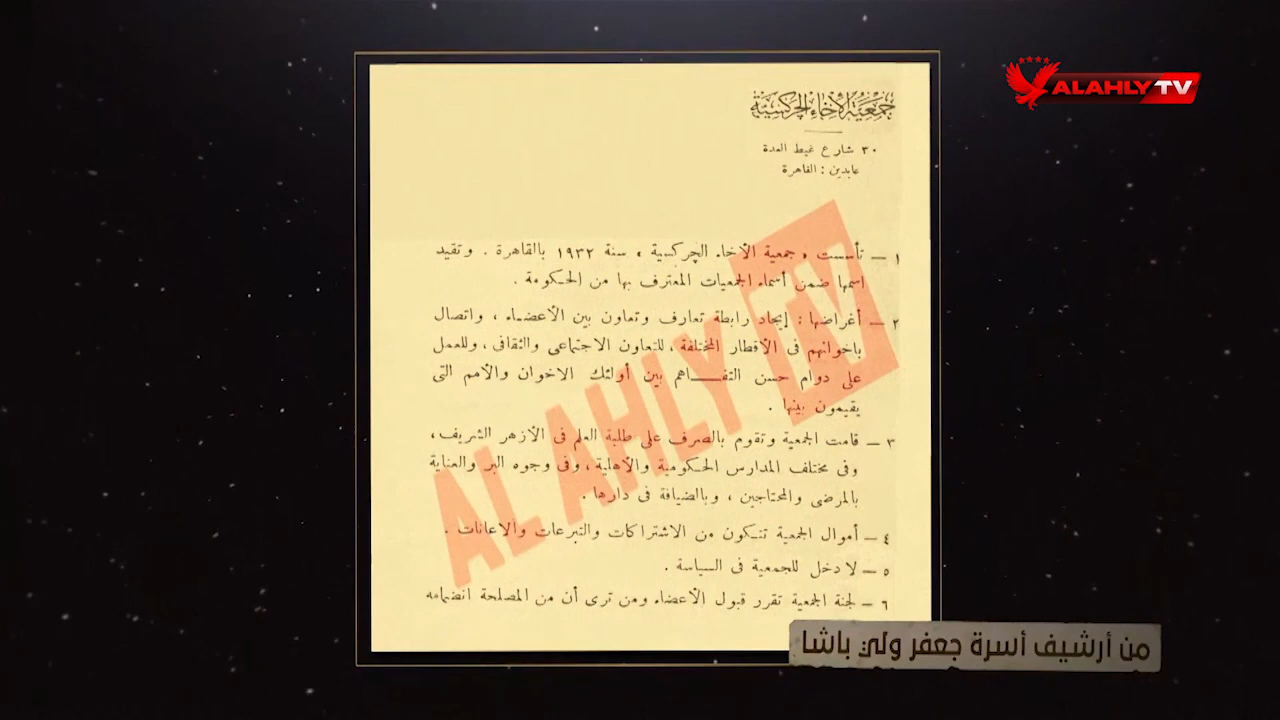 ALAHLY TV
جمعية الأخاء الچركسية
٣٠ شارع غيط العدة
عابدين : القاهرة
١ — تأسست « جمعية الأخاء الچركسية » سنة ١٩٣٢ بالقاهرة . وتقيد
اسمها ضمن أسماء الجمعيات المعترف بها من الحكومة .
٢ — أغراضها : إيجاد رابطة تعارف وتعاون بين الأعضاء ، واتصال
باخوانهم فى الأقطار المختلفة ، للتعاون الاجتماعى والثقافى ، وللعمل
على دوام حسن التفاهم بين أولئك الاخوان والأمم التى
يقيمون بينها .
٣ — قامت الجمعية وتقوم بالصرف على طلبة العلم فى الأزهر الشريف ،
وفى مختلف المدارس الحكومية والأهلية ، وفى وجوه البر والعناية
بالمرضى والمحتاجين ، وبالضيافة فى دارها .
٤ — أموال الجمعية تتكون من الاشتراكات والتبرعات والاعانات .
٥ — لا دخل للجمعية فى السياسة .
٦ — لجنة الجمعية تقرر قبول الأعضاء ومن ترى أن من المصلحة انضمامه
AL AHLY TV
من أرشيف أسرة جعفر ولي باشا